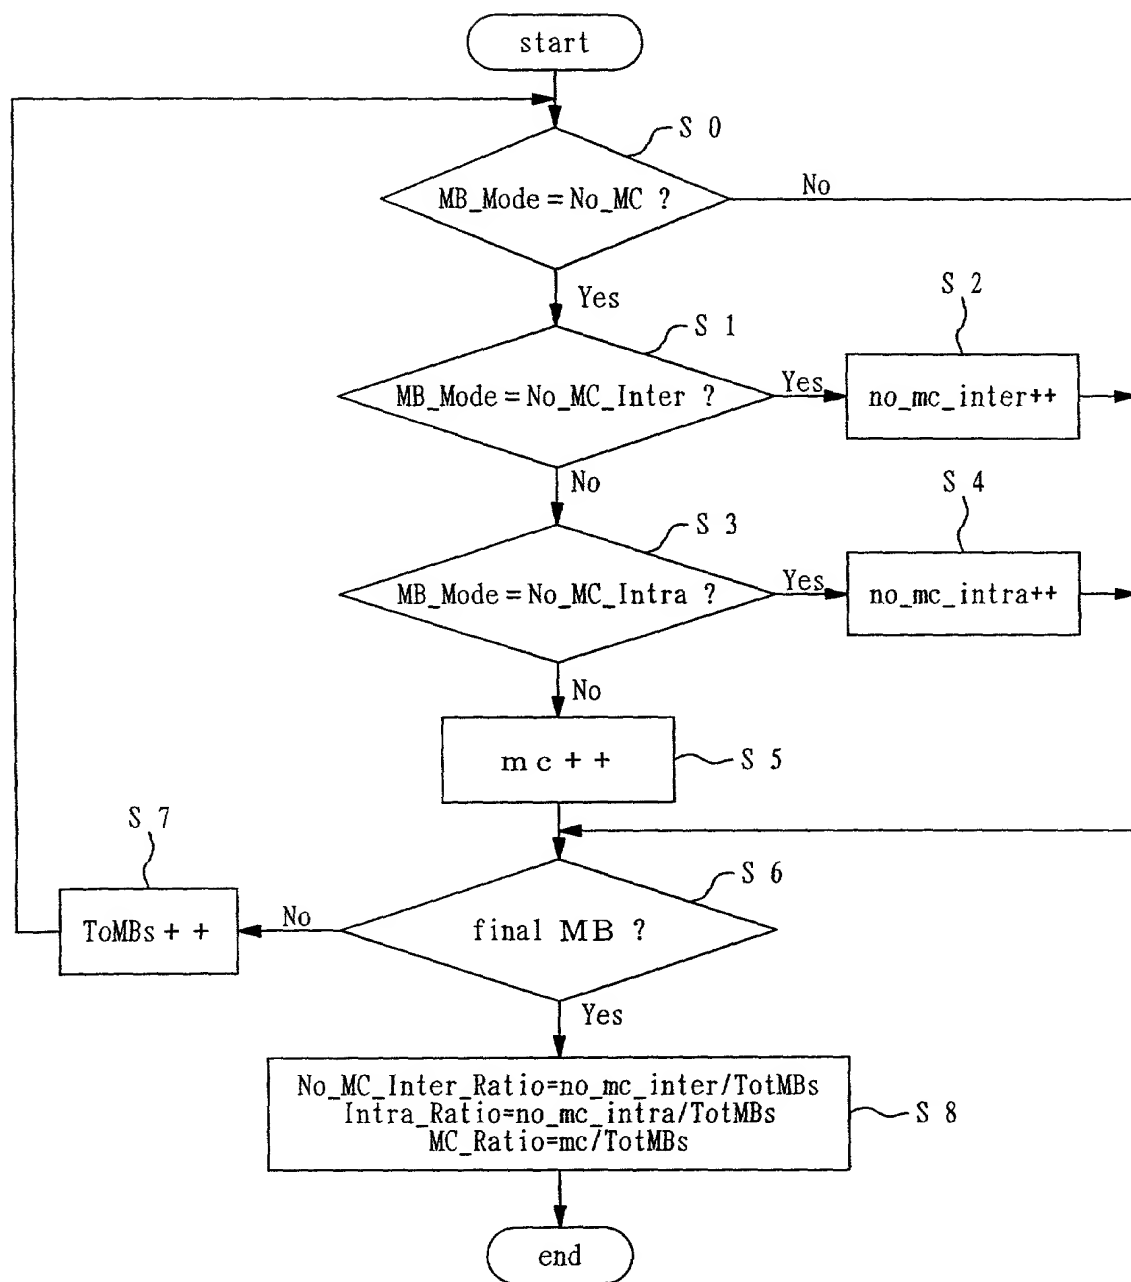 start
S 0
MB_Mode=No_MC ?
No
Yes
S 1
S 2
MB_Mode=No_MC_Inter ?
Yes
no_mc_inter++
No
S 3
S 4
MB_Mode=No_MC_Intra ?
Yes
no_mc_intra++
No
mc++
S 5
S 7
S 6
ToMBs++
No
final MB ?
Yes
No_MC_Inter_Ratio=no_mc_inter/TotMBs
Intra_Ratio=no_mc_intra/TotMBs
MC_Ratio=mc/TotMBs
S 8
end